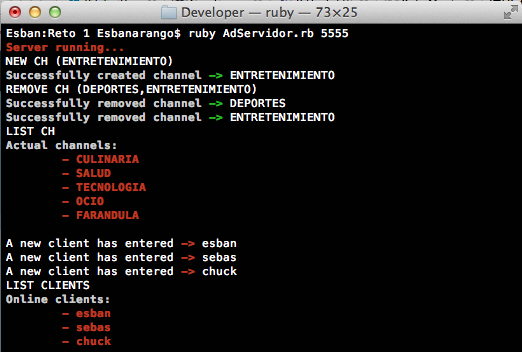 Developer — ruby — 73×25
Esban:Reto 1 Esbanarango$ ruby AdServidor.rb 5555
Server running...
NEW CH (ENTRETENIMIENTO)
Successfully created channel -> ENTRETENIMIENTO
REMOVE CH (DEPORTES,ENTRETENIMIENTO)
Successfully removed channel -> DEPORTES
Successfully removed channel -> ENTRETENIMIENTO
LIST CH
Actual channels:
- CULINARIA
- SALUD
- TECNOLOGIA
- OCIO
- FARANDULA
A new client has entered -> esban
A new client has entered -> sebas
A new client has entered -> chuck
LIST CLIENTS
Online clients:
- esban
- sebas
- chuck